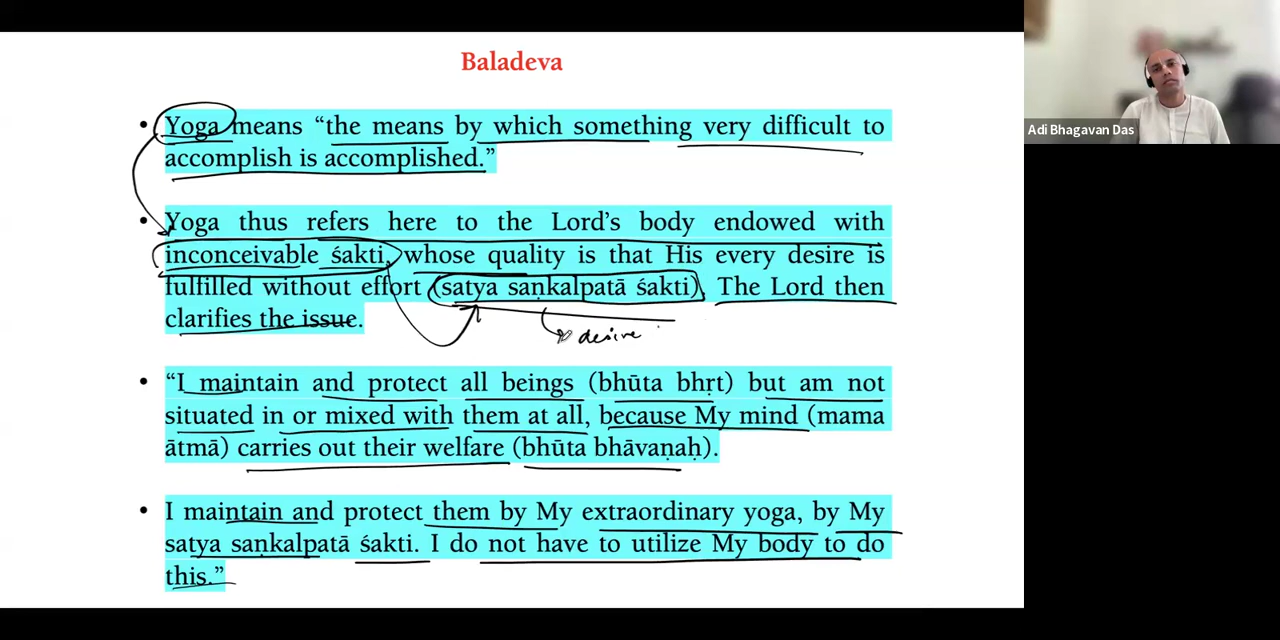 Baladeva
• Yoga means “the means by which something very difficult to
accomplish is accomplished.”
• Yoga thus refers here to the Lord’s body endowed with
inconceivable śakti, whose quality is that His every desire is
fulfilled without effort (satya saṇkalpatā śakti). The Lord then
clarifies the issue.
desire
• “I maintain and protect all beings (bhūta bhṛt) but am not
situated in or mixed with them at all, because My mind (mama
ātmā) carries out their welfare (bhūta bhāvaṇaḥ).
• I maintain and protect them by My extraordinary yoga, by My
satya saṇkalpatā śakti. I do not have to utilize My body to do
this.”
Adi Bhagavan Das